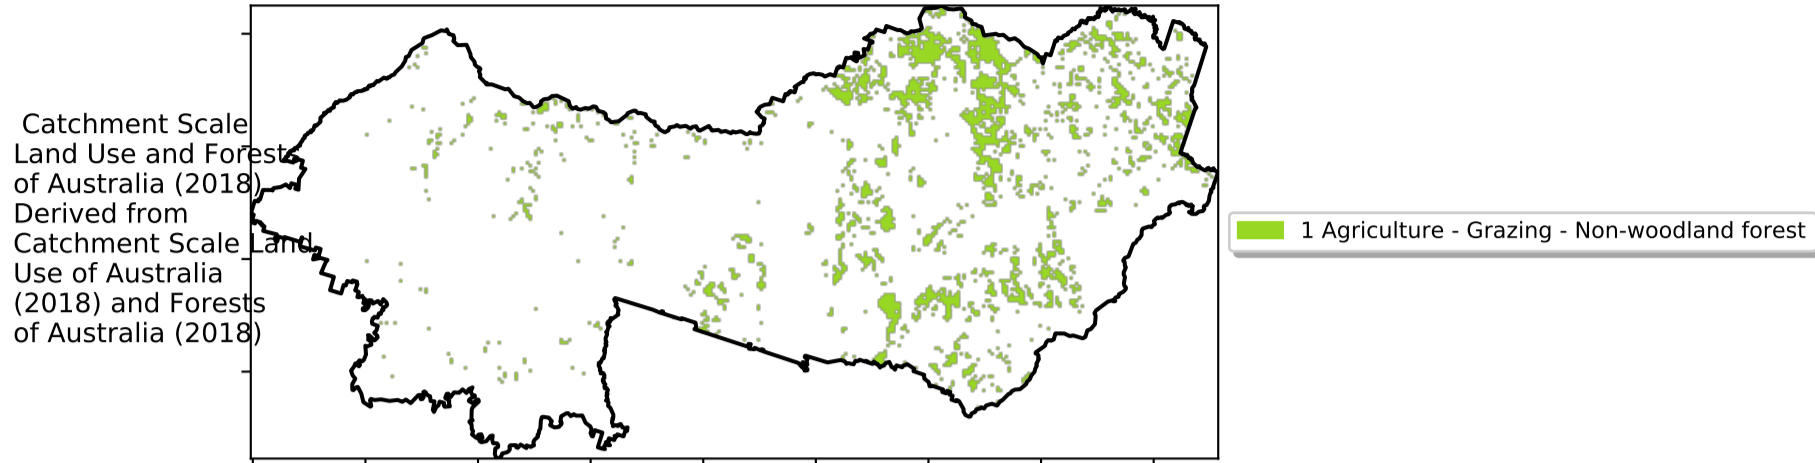 Catchment Scale
Land Use and Forests
of Australia (2018)
Derived from
Catchment Scale Land
Use of Australia
(2018) and Forests
of Australia (2018)
1 Agriculture - Grazing - Non-woodland forest